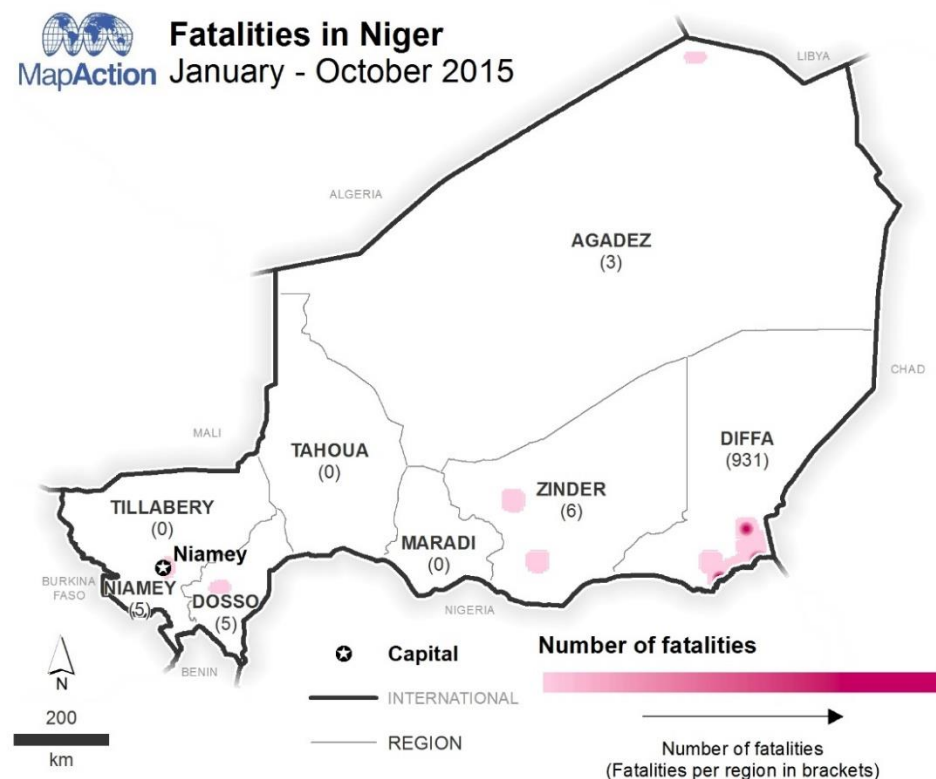 MapAction
Fatalities in Niger
January - October 2015
LIBYA
ALGERIA
AGADEZ
(3)
CHAD
MALI
TAHOUA
(0)
DIFFA
(931)
ZINDER
(6)
TILLABERY
(0)
MARADI
(0)
Niamey
BURKINA
FASO
NIAMEY
(5)
DOSSO
(5)
NIGERIA
BENIN
N
200
km
Capital
INTERNATIONAL
REGION
Number of fatalities
Number of fatalities
(Fatalities per region in brackets)